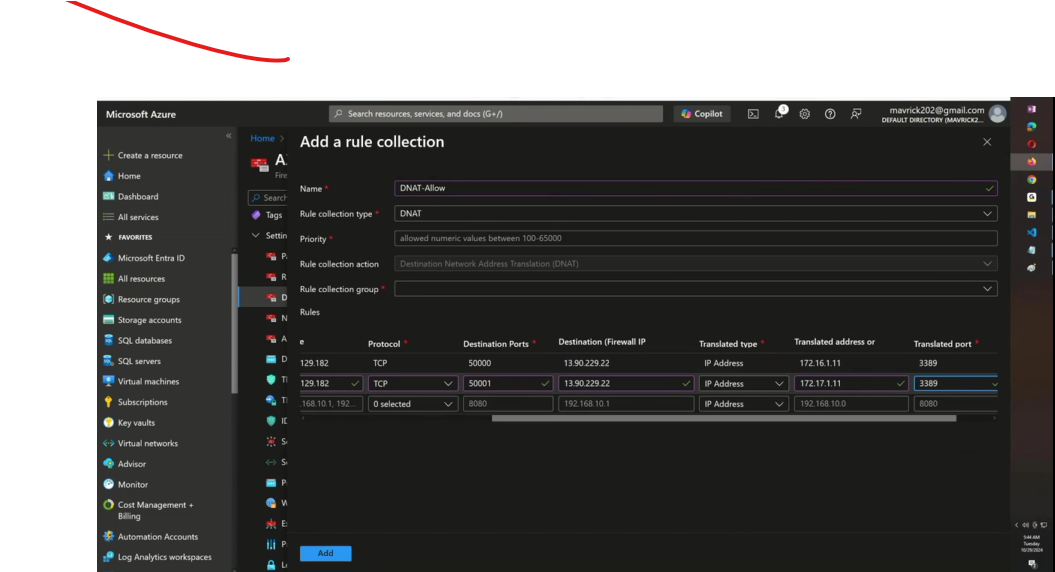 Microsoft Azure
Search resources, services, and docs (G+/)
Copilot
3
mavrick202@gmail.com
DEFAULT DIRECTORY (MAVRICK2...
Create a resource
Home
Dashboard
All services
FAVORITES
Microsoft Entra ID
All resources
Resource groups
Storage accounts
SQL databases
SQL servers
Virtual machines
Subscriptions
Key vaults
Virtual networks
Advisor
Monitor
Cost Management +
Billing
Automation Accounts
Log Analytics workspaces
Home >
A
Fire
Search
Tags
Settin
P
R
D
N
A
D
T
ID
S
S
P
W
E
P
L
Add a rule collection
Name *
DNAT-Allow
Rule collection type *
DNAT
Priority *
allowed numeric values between 100-65000
Rule collection action
Destination Network Address Translation (DNAT)
Rule collection group *
Rules
e Protocol * Destination Ports * Destination (Firewall IP Translated type * Translated address or Translated port *
129.182 TCP 50000 13.90.229.22 IP Address 172.16.1.11 3389
129.182 TCP 50001 13.90.229.22 IP Address 172.17.1.11 3389
168.10.1, 192... 0 selected 8080 192.168.10.1 IP Address 192.168.10.0 8080
Add
5:44 AM
Tuesday
10/29/2024